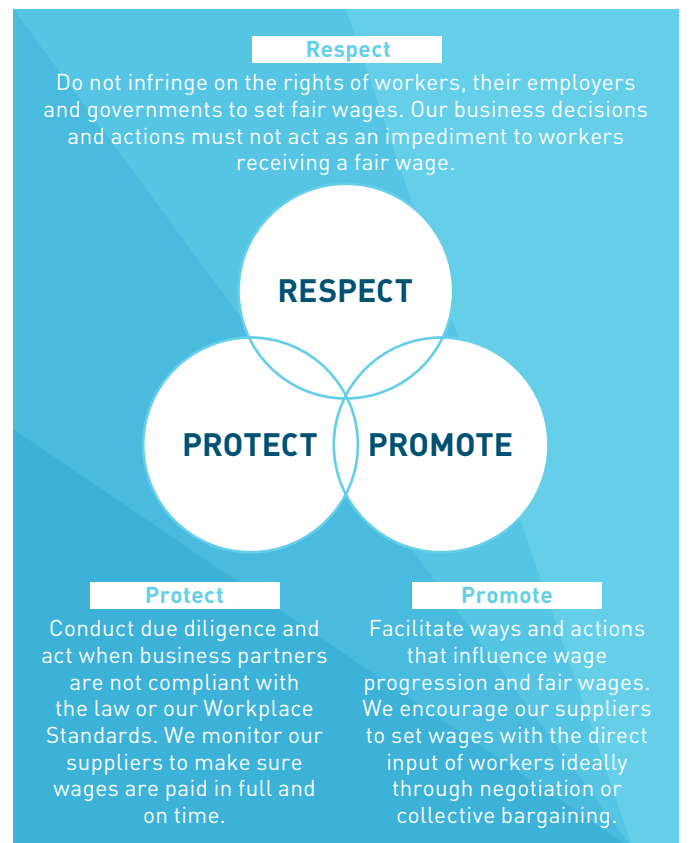 Respect
Do not infringe on the rights of workers, their employers
and governments to set fair wages. Our business decisions
and actions must not act as an impediment to workers
receiving a fair wage.
RESPECT
PROTECT
PROMOTE
Protect
Conduct due diligence and
act when business partners
are not compliant with
the law or our Workplace
Standards. We monitor our
suppliers to make sure
wages are paid in full and
on time.
Promote
Facilitate ways and actions
that influence wage
progression and fair wages.
We encourage our suppliers
to set wages with the direct
input of workers ideally
through negotiation or
collective bargaining.